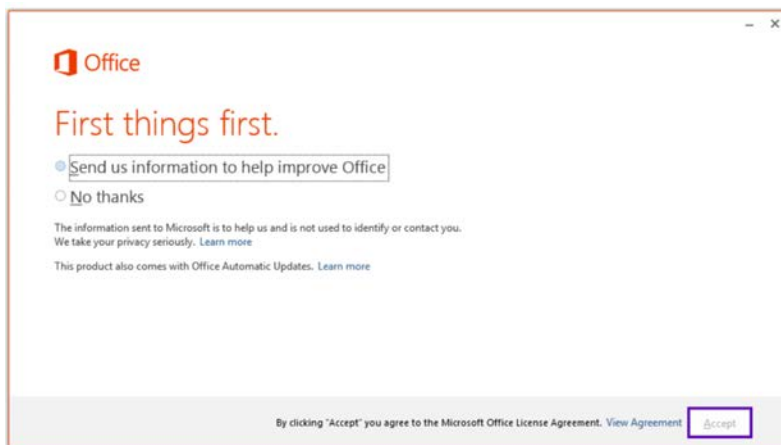 Office
First things first.
Send us information to help improve Office
No thanks
The information sent to Microsoft is to help us and is not used to identify or contact you.
We take your privacy seriously. Learn more
This product also comes with Office Automatic Updates. Learn more
By clicking "Accept" you agree to the Microsoft Office License Agreement. View Agreement Accept